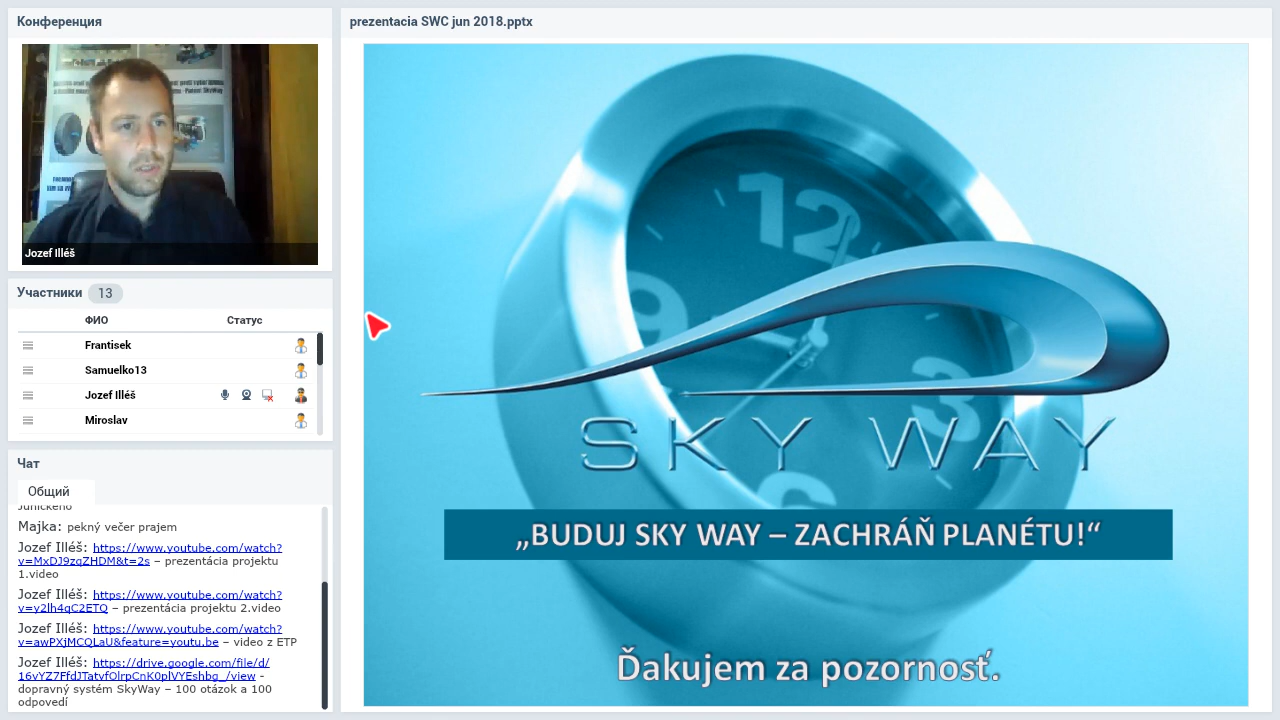 Конференция
Jozef Illéš
Участники 13
ФИО Статус
Frantisek
Samuelko13
Jozef Illéš
Miroslav
Чат
Общий
Majka: pekný večer prajem
Jozef Illéš: https://www.youtube.com/watch?
v=MxDJ9zqZHDM&t=2s – prezentácia projektu
1.video
Jozef Illéš: https://www.youtube.com/watch?
v=y2lh4qC2ETQ – prezentácia projektu 2.video
Jozef Illéš: https://www.youtube.com/watch?
v=awPXjMCQLaU&feature=youtu.be – video z ETP
Jozef Illéš: https://drive.google.com/file/d/
16vYZ7FfdJTatvfOlrpCnK0plVYEshbg_/view -
dopravný systém SkyWay – 100 otázok a 100
odpovedí
prezentacia SWC jun 2018.pptx
12
9
3
6
SKY WAY
„BUDUJ SKY WAY – ZACHRÁŇ PLANÉTU!“
Ďakujem za pozornosť.